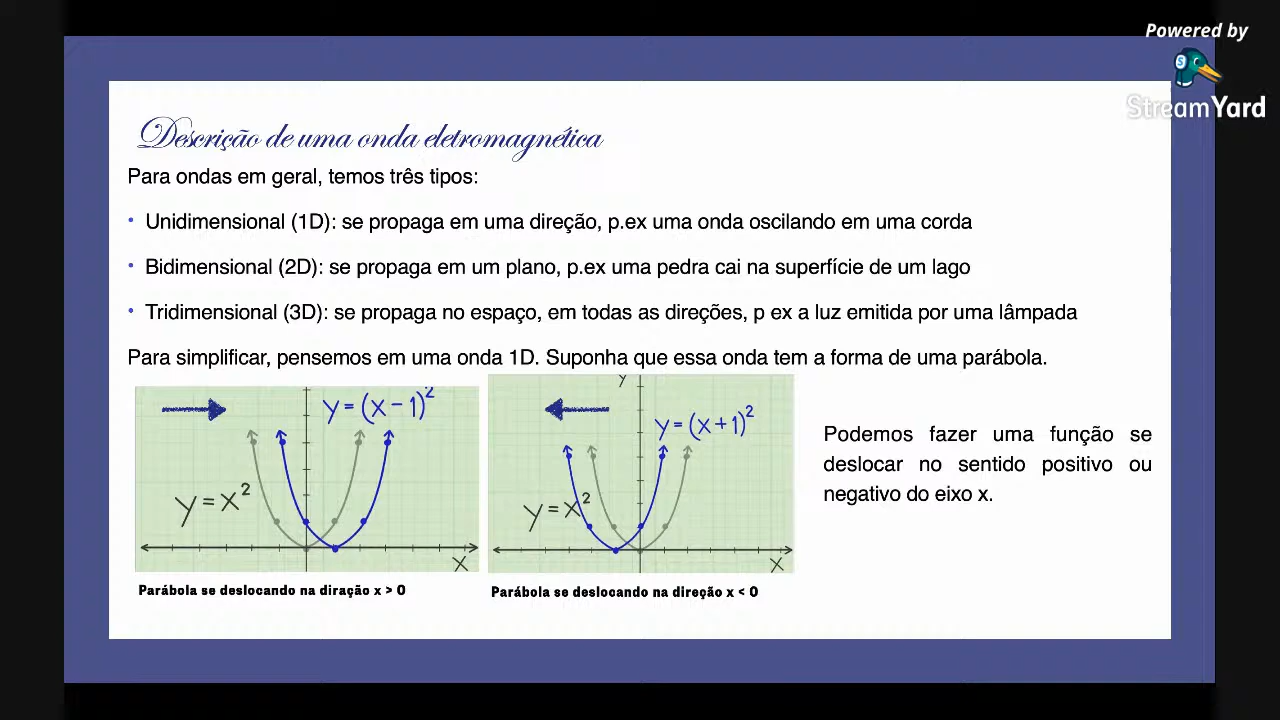 Powered by
StreamYard
Descrição de uma onda eletromagnética
Para ondas em geral, temos três tipos:
• Unidimensional (1D): se propaga em uma direção, p.ex uma onda oscilando em uma corda
• Bidimensional (2D): se propaga em um plano, p.ex uma pedra cai na superfície de um lago
• Tridimensional (3D): se propaga no espaço, em todas as direções, p ex a luz emitida por uma lâmpada
Para simplificar, pensemos em uma onda 1D. Suponha que essa onda tem a forma de uma parábola.
y = (x − 1)²
y = x²
x
Parábola se deslocando na diração x > 0
y
y = (x + 1)²
y = x²
x
Parábola se deslocando na direção x < 0
Podemos fazer uma função se
deslocar no sentido positivo ou
negativo do eixo x.